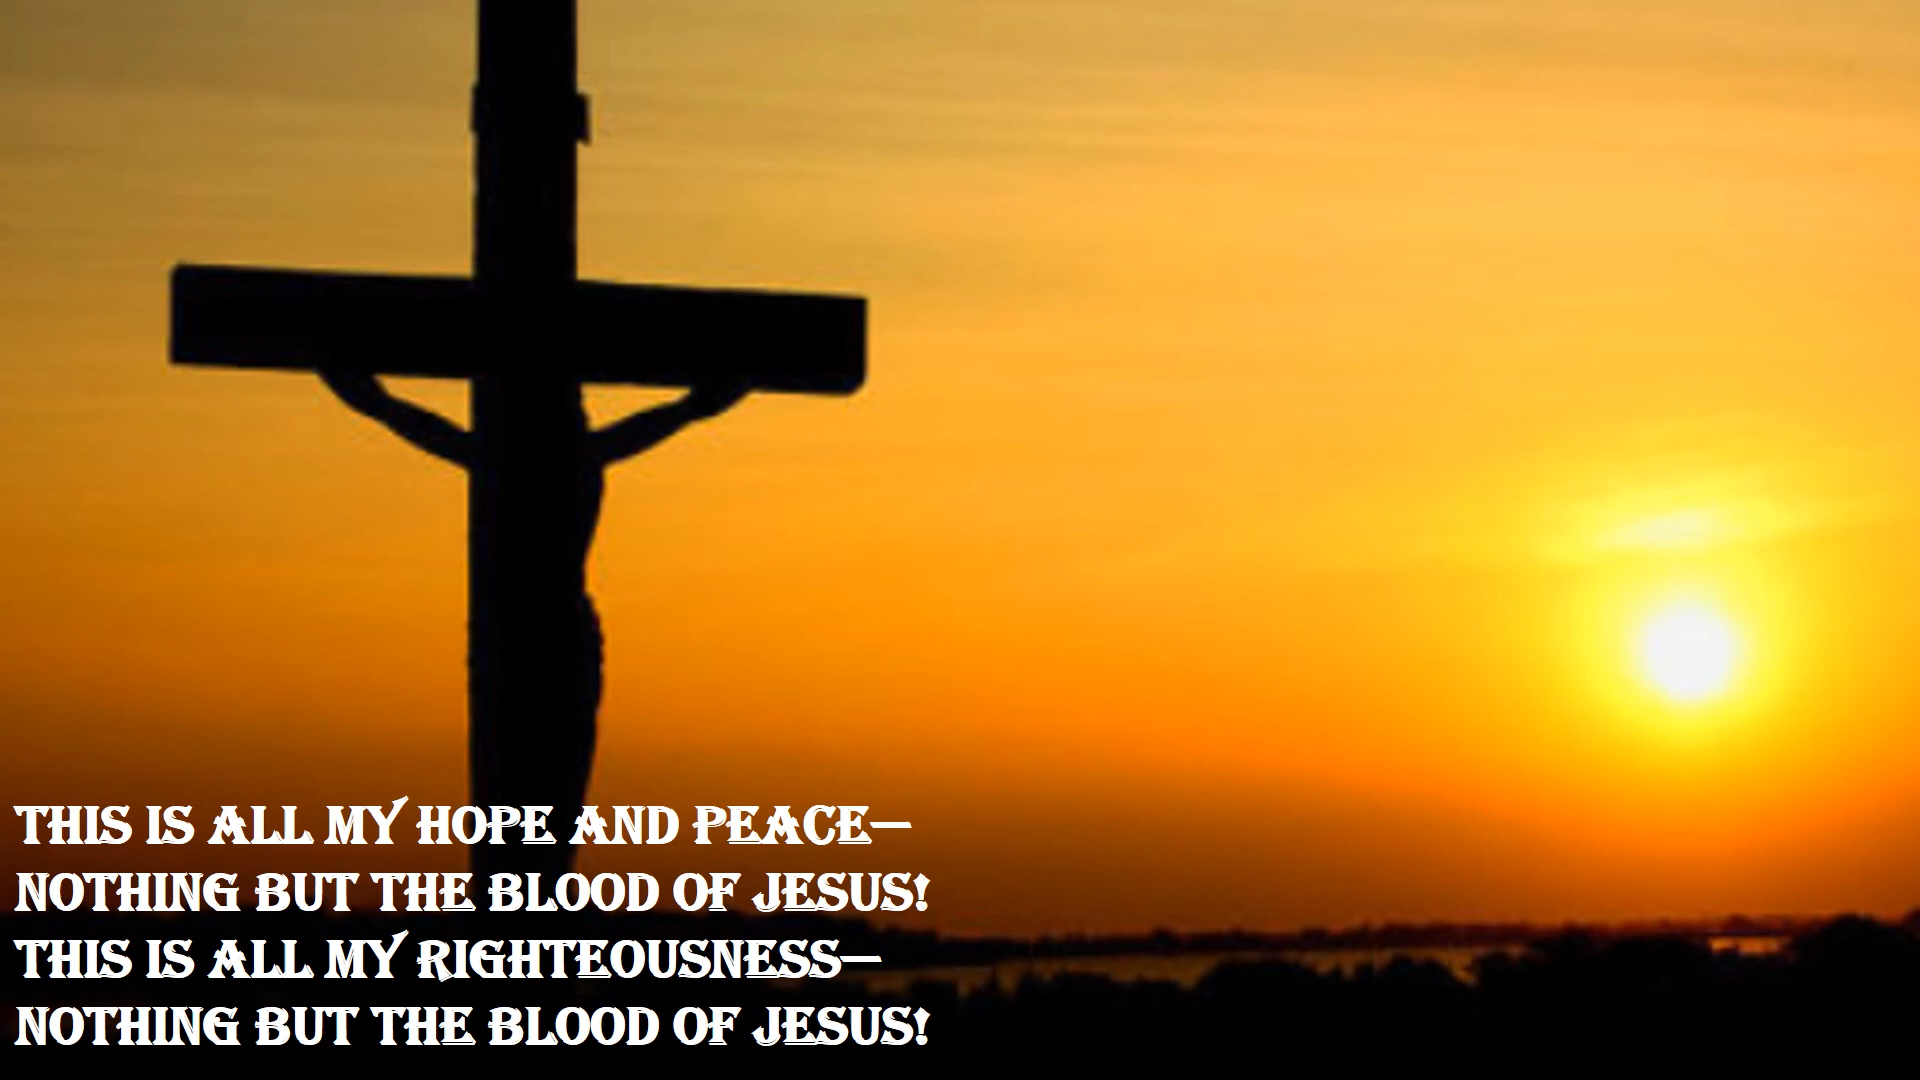 THIS IS ALL MY HOPE AND PEACE—
NOTHING BUT THE BLOOD OF JESUS!
THIS IS ALL MY RIGHTEOUSNESS—
NOTHING BUT THE BLOOD OF JESUS!